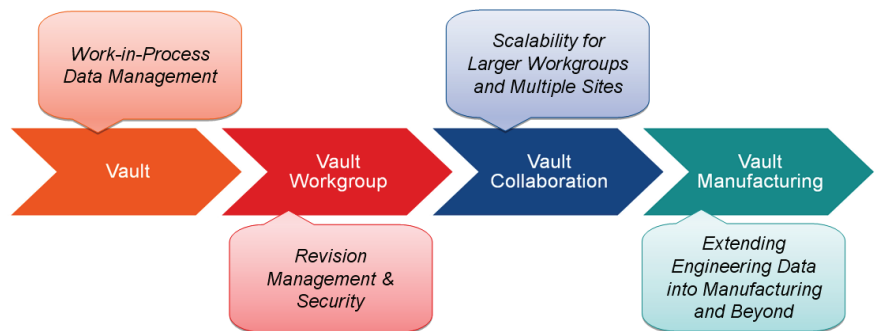 Work-in-Process
Data Management
Scalability for
Larger Workgroups
and Multiple Sites
Vault
Vault
Workgroup
Vault
Collaboration
Vault
Manufacturing
Revision
Management &
Security
Extending
Engineering Data
into Manufacturing
and Beyond